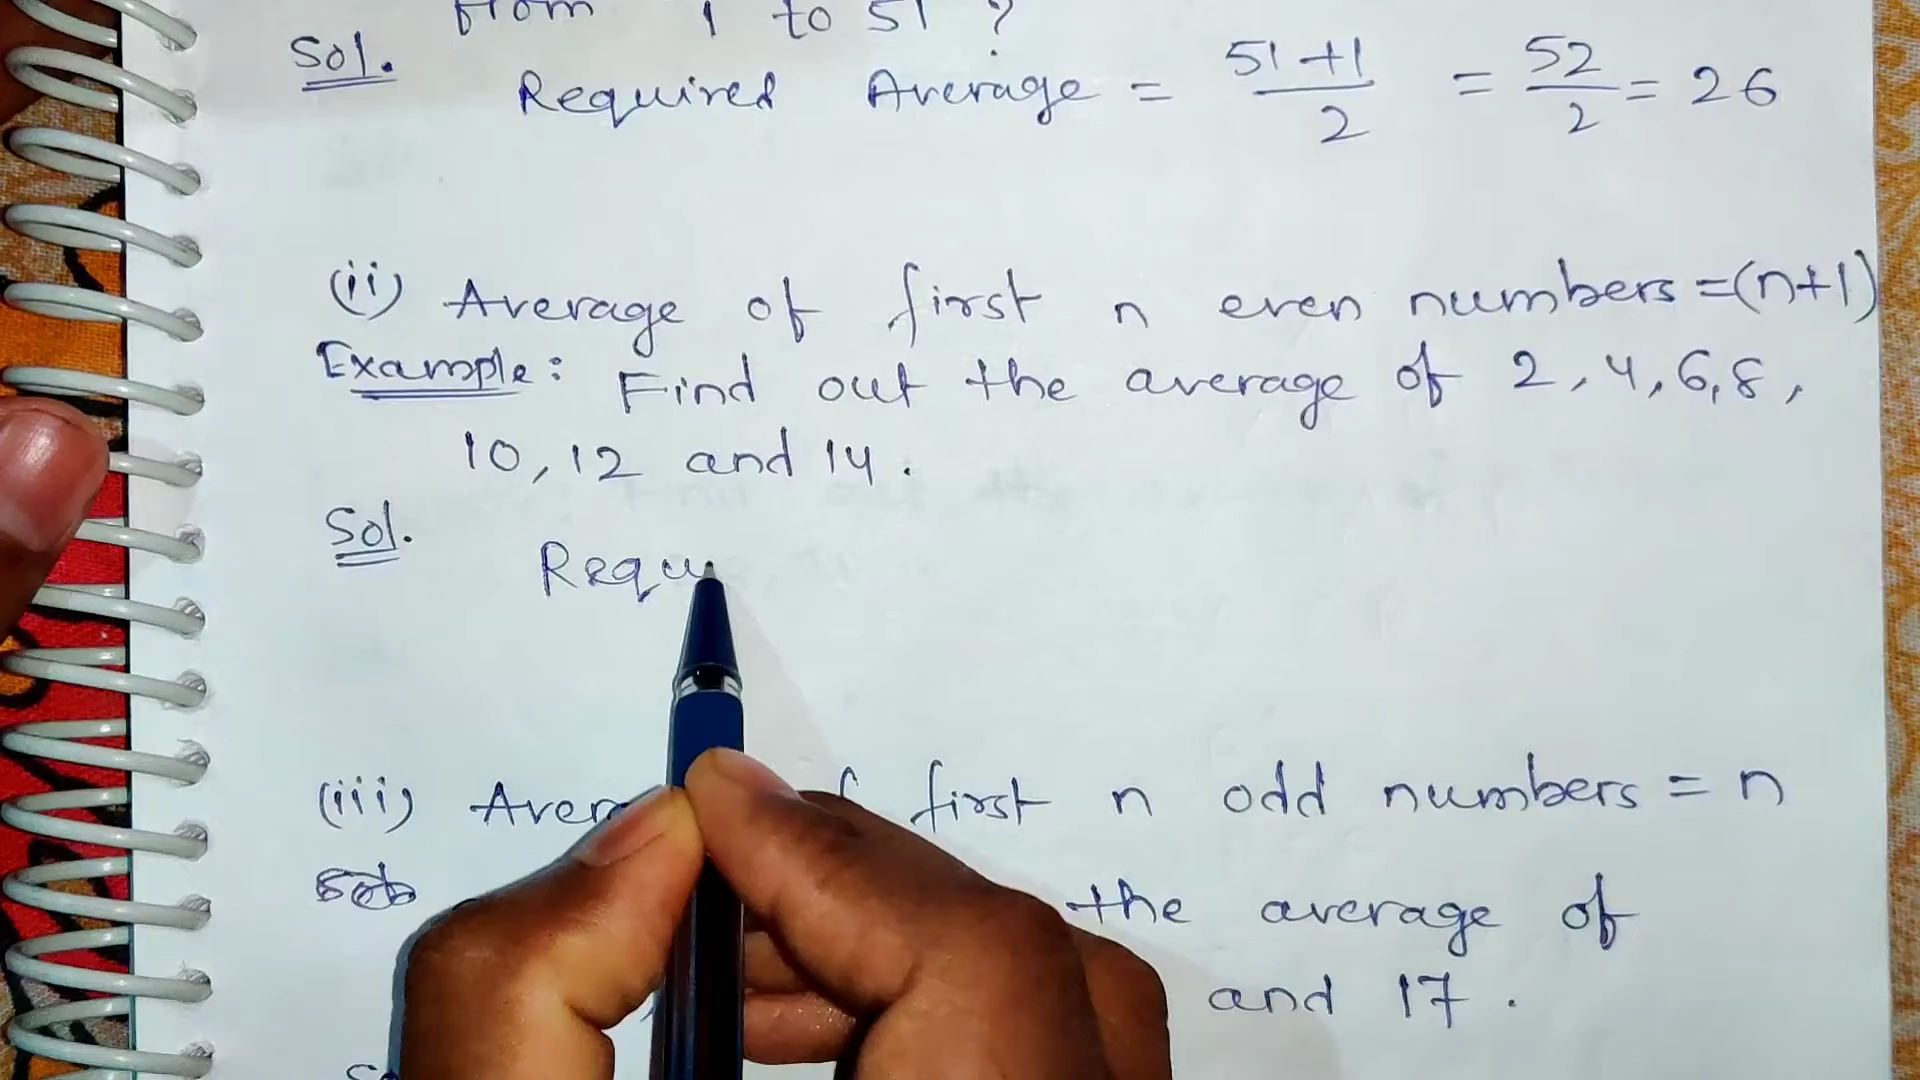 from 1 to 51 ?
Sol.
Required Average = 51+1/2 = 52/2 = 26
(ii) Average of first n even numbers = (n+1)
Example: Find out the average of 2, 4, 6, 8,
10, 12 and 14.
Sol.
Requ
(iii) Aver first n odd numbers = n
the average of
and 17.